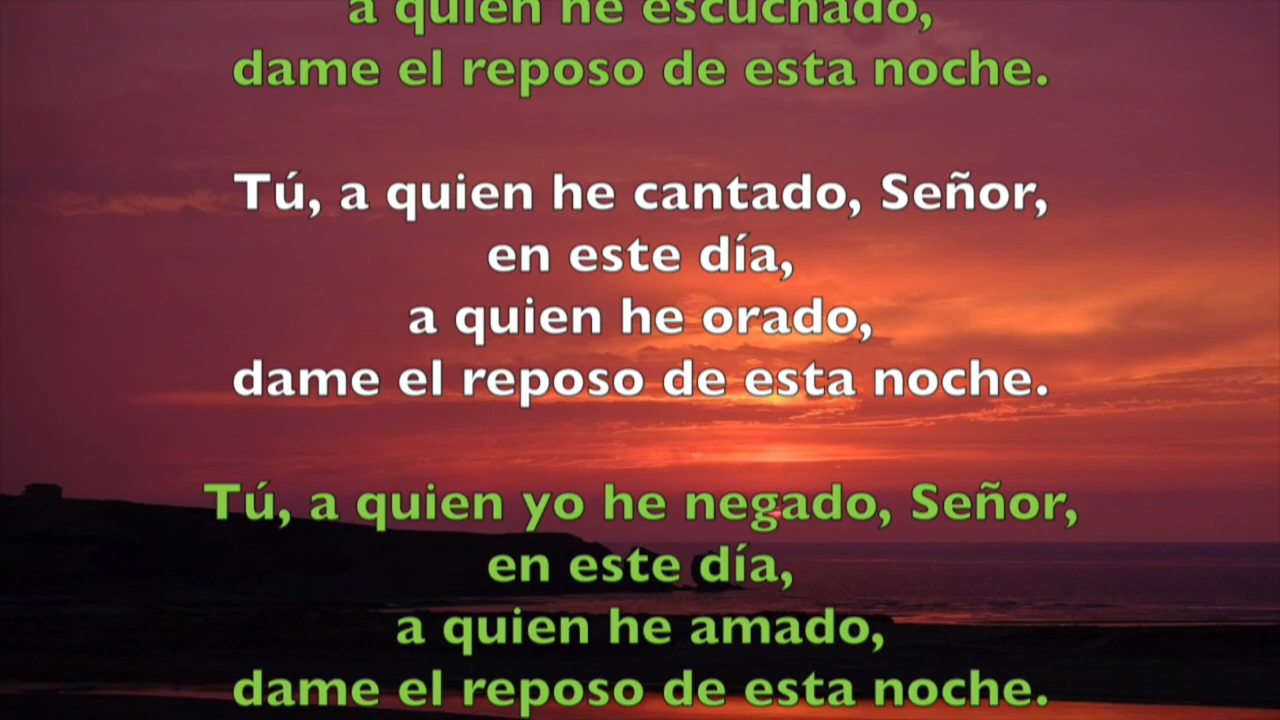 a quien he escuchado,
dame el reposo de esta noche.
Tú, a quien he cantado, Señor,
en este día,
a quien he orado,
dame el reposo de esta noche.
Tú, a quien yo he negado, Señor,
en este día,
a quien he amado,
dame el reposo de esta noche.